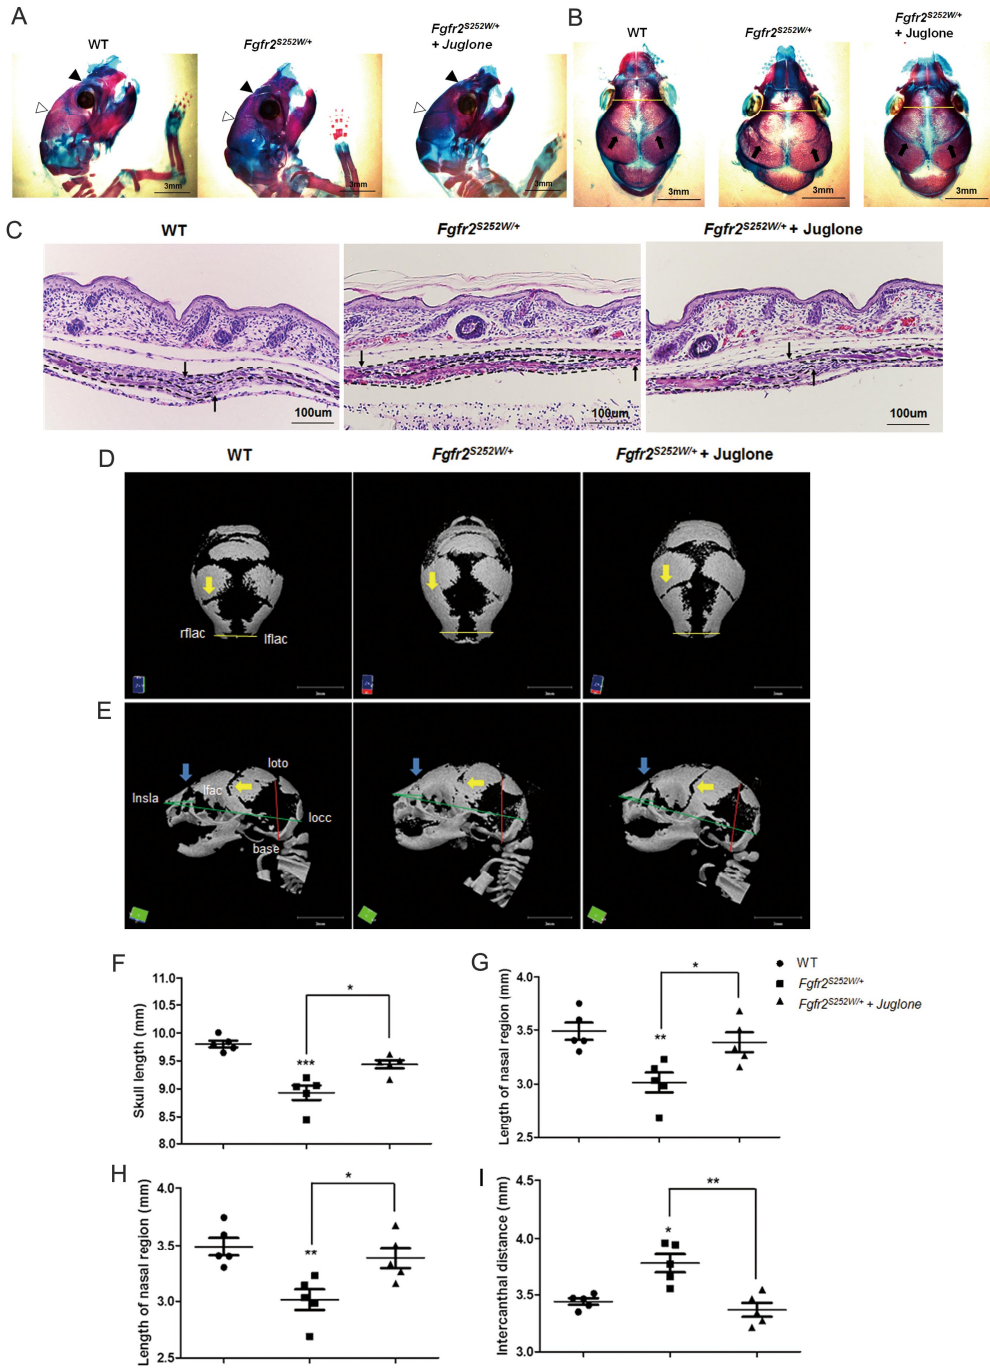 A
WT
Fgfr2S252W/+
Fgfr2S252W/+
+ Juglone
3mm
3mm
3mm
B
WT
Fgfr2S252W/+
Fgfr2S252W/+
+ Juglone
3mm
3mm
3mm
C
WT
Fgfr2S252W/+
Fgfr2S252W/+ + Juglone
100um
100um
100um
D
WT
Fgfr2S252W/+
Fgfr2S252W/+ + Juglone
rflac
lflac
E
loto
lfac
lnsla
locc
base
F
11.0
10.0
9.5
9.0
8.5
8.0
Skull length (mm)
***
*
G
4.0
3.5
3.0
2.5
Length of nasal region (mm)
**
*
WT
Fgfr2S252W/+
Fgfr2S252W/+ + Juglone
H
4.0
3.5
3.0
2.5
Length of nasal region (mm)
**
*
I
4.5
4.0
3.5
3.0
Intercanthal distance (mm)
*
**